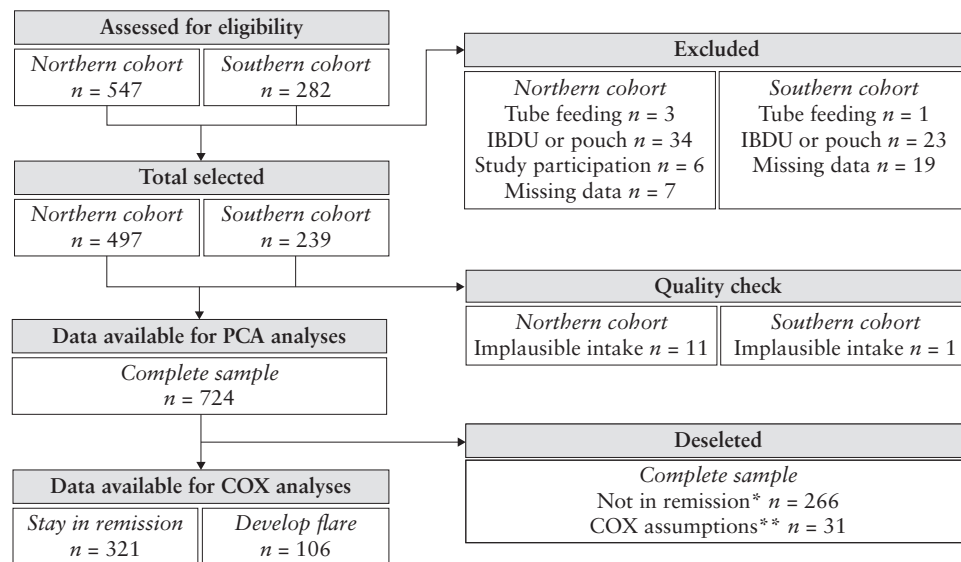 Assessed for eligibility
Northern cohort
n = 547
Southern cohort
n = 282
Excluded
Northern cohort
Tube feeding n = 3
IBDU or pouch n = 34
Study participation n = 6
Missing data n = 7
Southern cohort
Tube feeding n = 1
IBDU or pouch n = 23
Missing data n = 19
Total selected
Northern cohort
n = 497
Southern cohort
n = 239
Quality check
Northern cohort
Implausible intake n = 11
Southern cohort
Implausible intake n = 1
Data available for PCA analyses
Complete sample
n = 724
Deselected
Complete sample
Not in remission* n = 266
COX assumptions** n = 31
Data available for COX analyses
Stay in remission
n = 321
Develop flare
n = 106